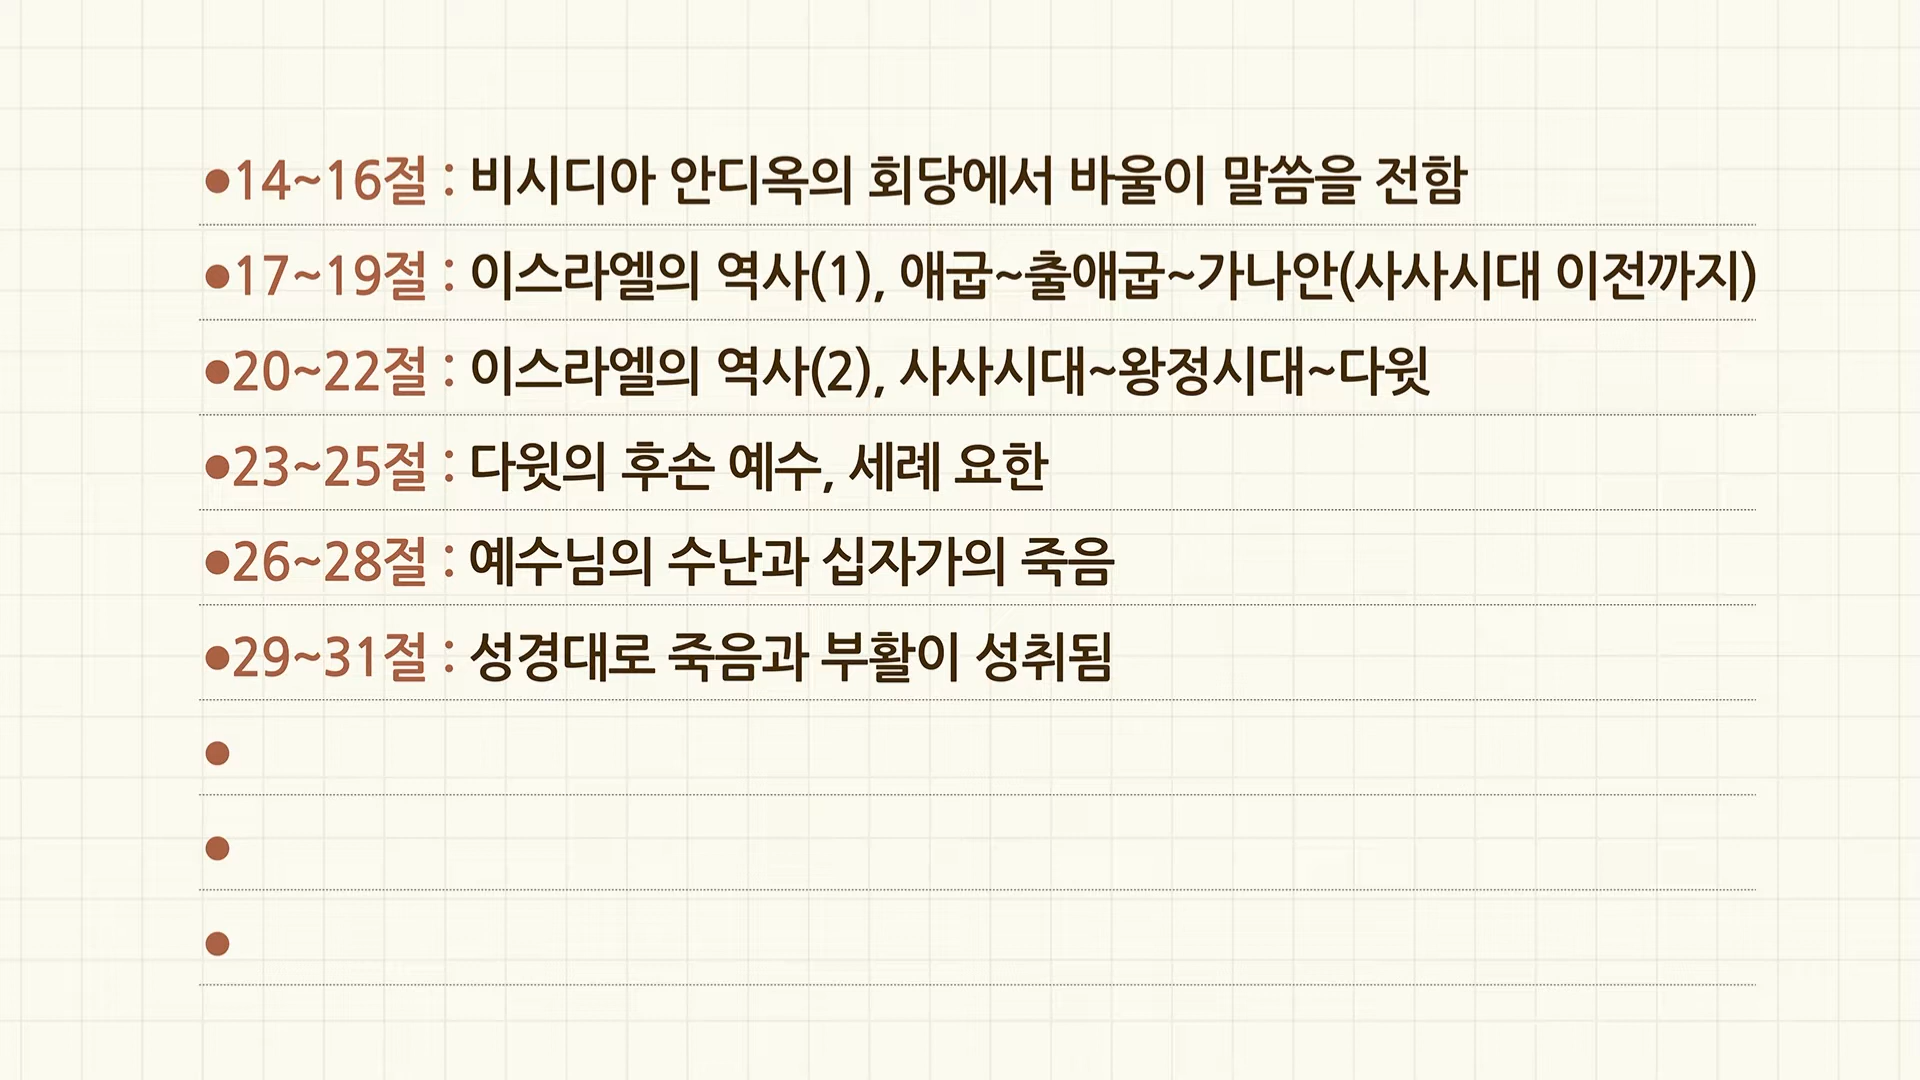 ●14~16절 : 비시디아 안디옥의 회당에서 바울이 말씀을 전함
●17~19절 : 이스라엘의 역사(1), 애굽~출애굽~가나안(사사시대 이전까지)
●20~22절 : 이스라엘의 역사(2), 사사시대~왕정시대~다윗
●23~25절 : 다윗의 후손 예수, 세례 요한
●26~28절 : 예수님의 수난과 십자가의 죽음
●29~31절 : 성경대로 죽음과 부활이 성취됨
●
●
●